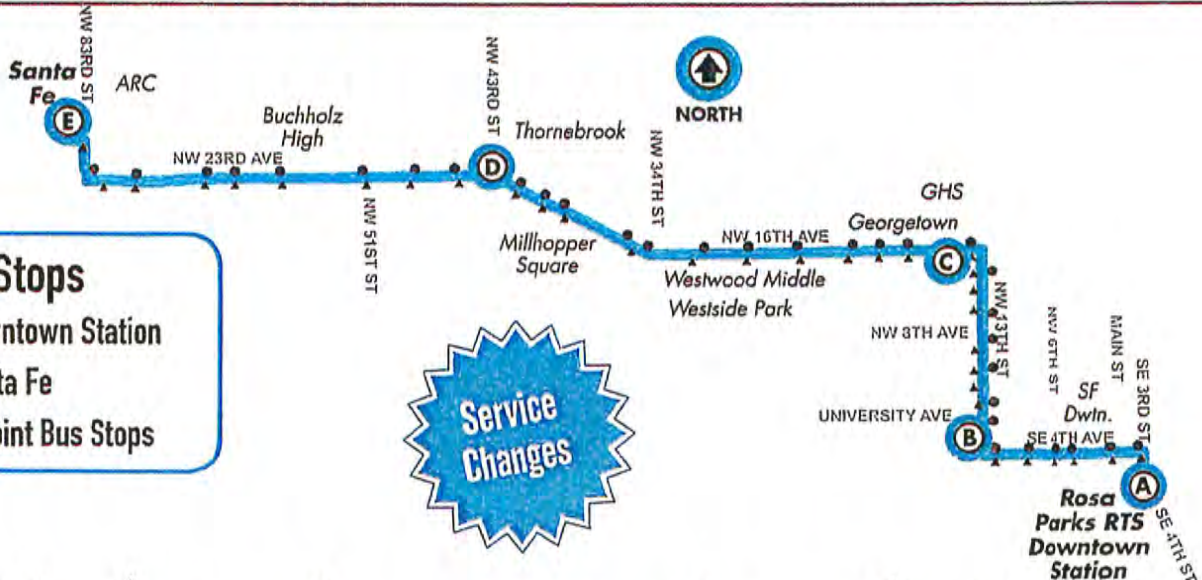 NW 83RD ST
Santa
Fe
E
ARC
Buchholz
High
NW 23RD AVE
NW 51ST ST
NW 43RD ST
D
Thornebrook
NORTH
NW 34TH ST
Millhopper
Square
NW 16TH AVE
Westwood Middle
Westside Park
GHS
Georgetown
C
NW 13TH ST
NW 8TH AVE
UNIVERSITY AVE
B
NW 6TH ST
MAIN ST
SE 3RD ST
SF
Dwtn.
SE 4TH AVE
A
Rosa
Parks RTS
Downtown
Station
SE 4TH ST
Stops
ntown Station
ta Fe
oint Bus Stops
Service
Changes